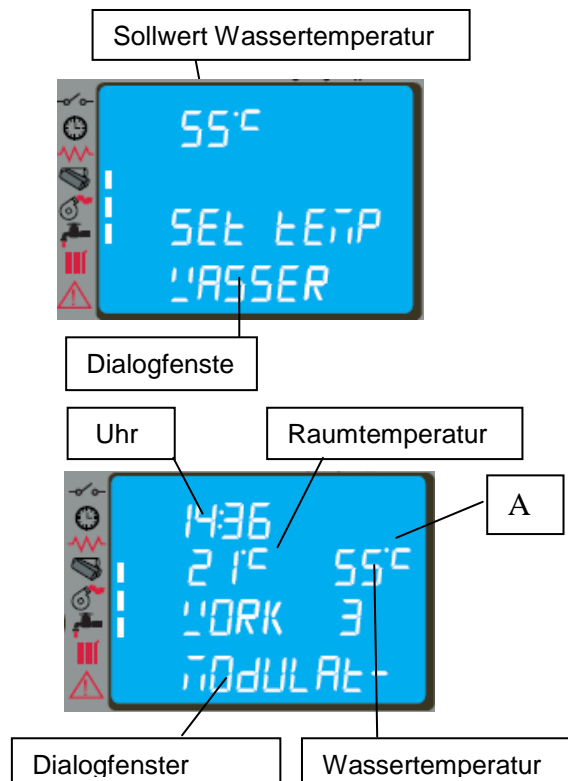 Sollwert Wassertemperatur
55°C
SEt tEMP
WASSER
Dialogfenste
Uhr
Raumtemperatur
A
14:36
21°C 55°C
WORK 3
MOdULAt-
Dialogfenster
Wassertemperatur